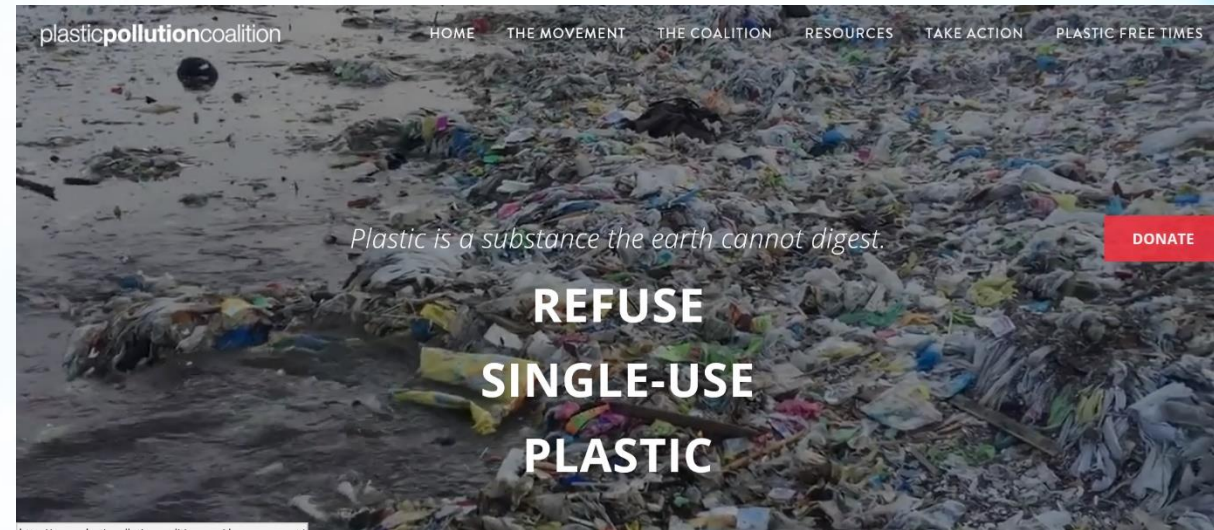 plasticpollutioncoalition
HOME THE MOVEMENT THE COALITION RESOURCES TAKE ACTION PLASTIC FREE TIMES
Plastic is a substance the earth cannot digest.
DONATE
REFUSE
SINGLE-USE
PLASTIC